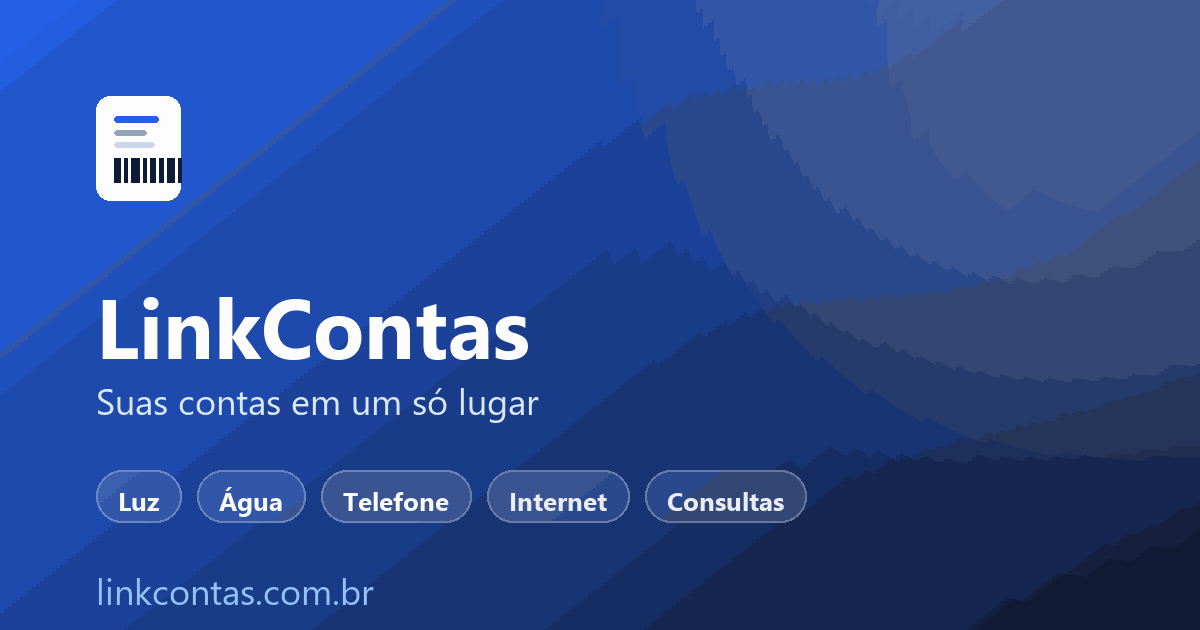 LinkContas
Suas contas em um só lugar
Luz Água Telefone Internet Consultas
linkcontas.com.br